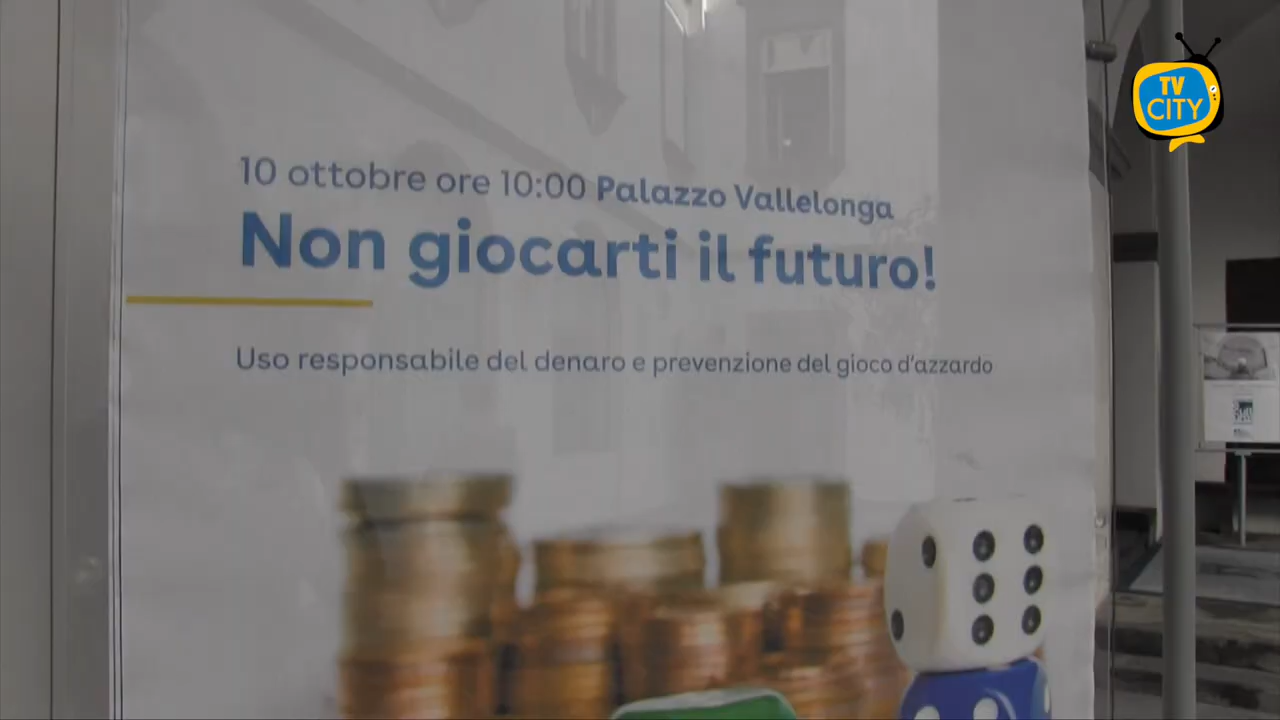 TV
CITY
10 ottobre ore 10:00 Palazzo Vallelonga
Non giocarti il futuro!
Uso responsabile del denaro e prevenzione del gioco d'azzardo